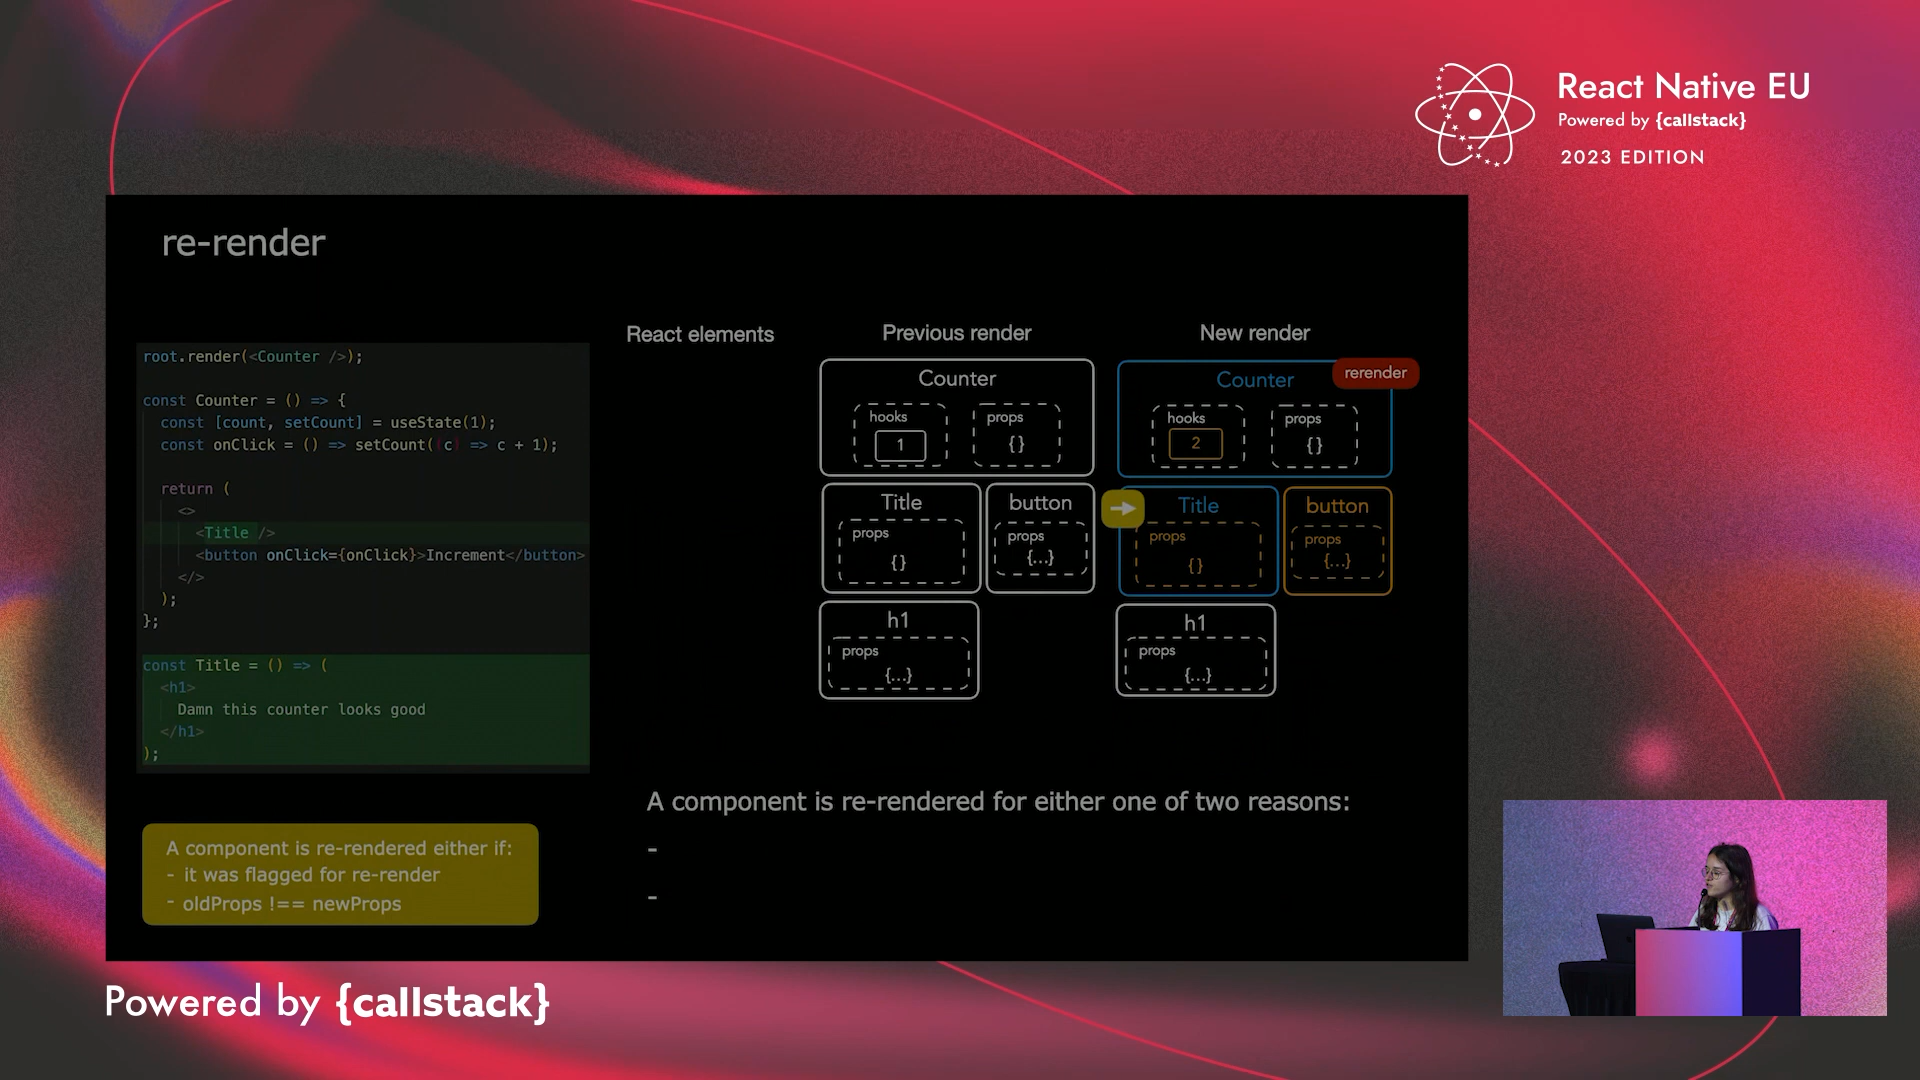 React Native EU
Powered by {callstack}
2023 EDITION
re-render
root.render(<Counter />);
const Counter = () => {
const [count, setCount] = useState(1);
const onClick = () => setCount((c) => c + 1);
return (
<>
<Title />
<button onClick={onClick}>Increment</button>
</>
);
};
const Title = () => (
<h1>
Damn this counter looks good
</h1>
);
A component is re-rendered either if:
- it was flagged for re-render
- oldProps !== newProps
React elements
Previous render
Counter
hooks
1
props
{}
Title
props
{}
button
props
{...}
h1
props
{...}
New render
rerender
Counter
hooks
2
props
{}
Title
props
{}
button
props
{...}
h1
props
{...}
A component is re-rendered for either one of two reasons:
-
-
Powered by {callstack}